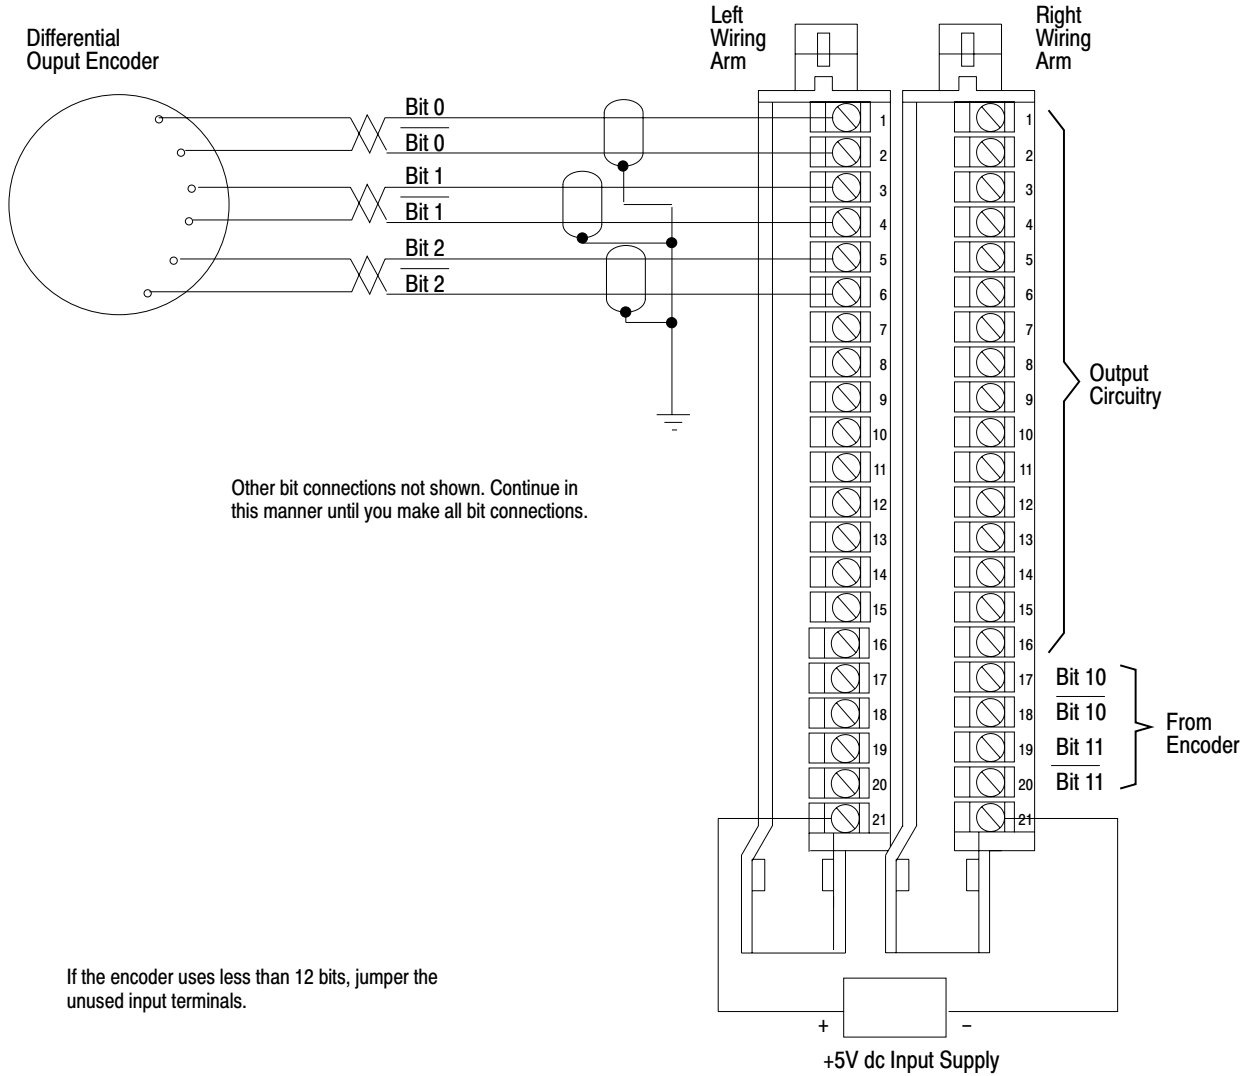 Differential
Ouput Encoder
Left
Wiring
Arm
Right
Wiring
Arm
Bit 0
Bit 0
Bit 1
Bit 1
Bit 2
Bit 2
1
2
3
4
5
6
7
8
9
10
11
12
13
14
15
16
17
18
19
20
21
1
2
3
4
5
6
7
8
9
10
11
12
13
14
15
16
17
18
19
20
21
Output
Circuitry
Other bit connections not shown. Continue in
this manner until you make all bit connections.
Bit 10
Bit 10
Bit 11
Bit 11
From
Encoder
If the encoder uses less than 12 bits, jumper the
unused input terminals.
+ –
+5V dc Input Supply